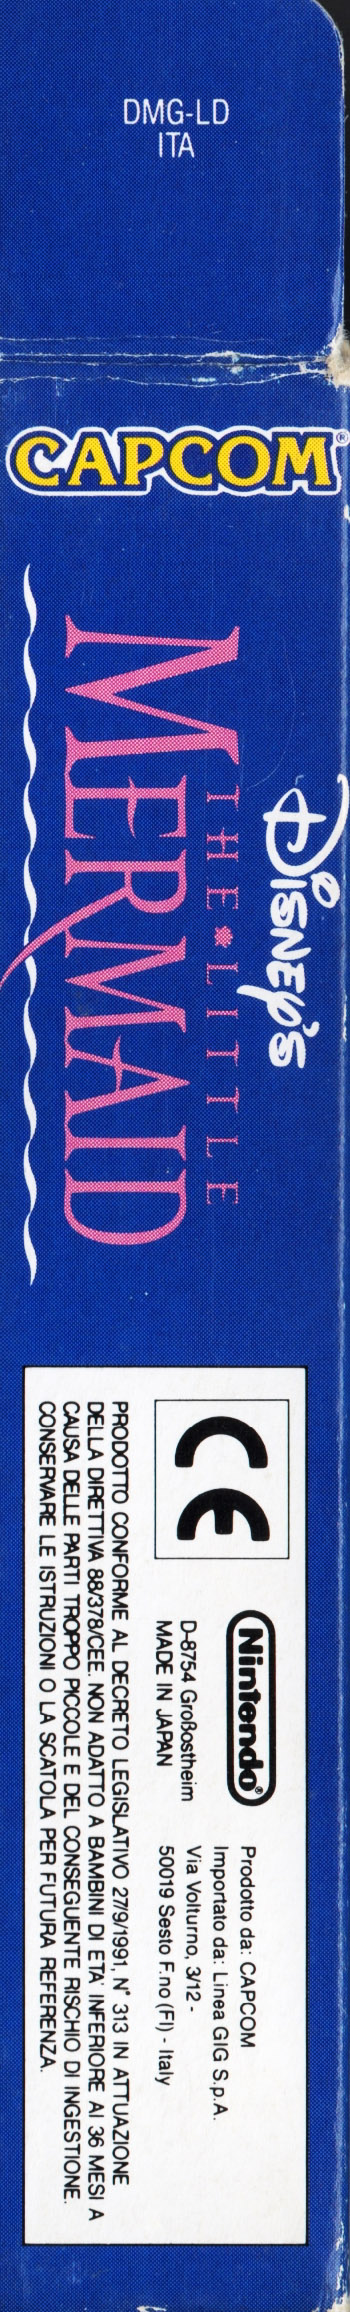 DMG-LD
ITA
CAPCOM®
DISNEY'S
THE LITTLE
MERMAID
CE
Nintendo®
D-8754 Großostheim
MADE IN JAPAN
Prodotto da: CAPCOM
Importato da: Linea GIG S.p.A.
Via Volturno, 3/12 -
50019 Sesto F.no (FI) - Italy
PRODOTTO CONFORME AL DECRETO LEGISLATIVO 27/9/1991, N° 313 IN ATTUAZIONE
DELLA DIRETTIVA 88/378/CEE. NON ADATTO A BAMBINI DI ETA' INFERIORE AI 36 MESI A
CAUSA DELLE PARTI TROPPO PICCOLE E DEL CONSEGUENTE RISCHIO DI INGESTIONE.
CONSERVARE LE ISTRUZIONI O LA SCATOLA PER FUTURA REFERENZA.